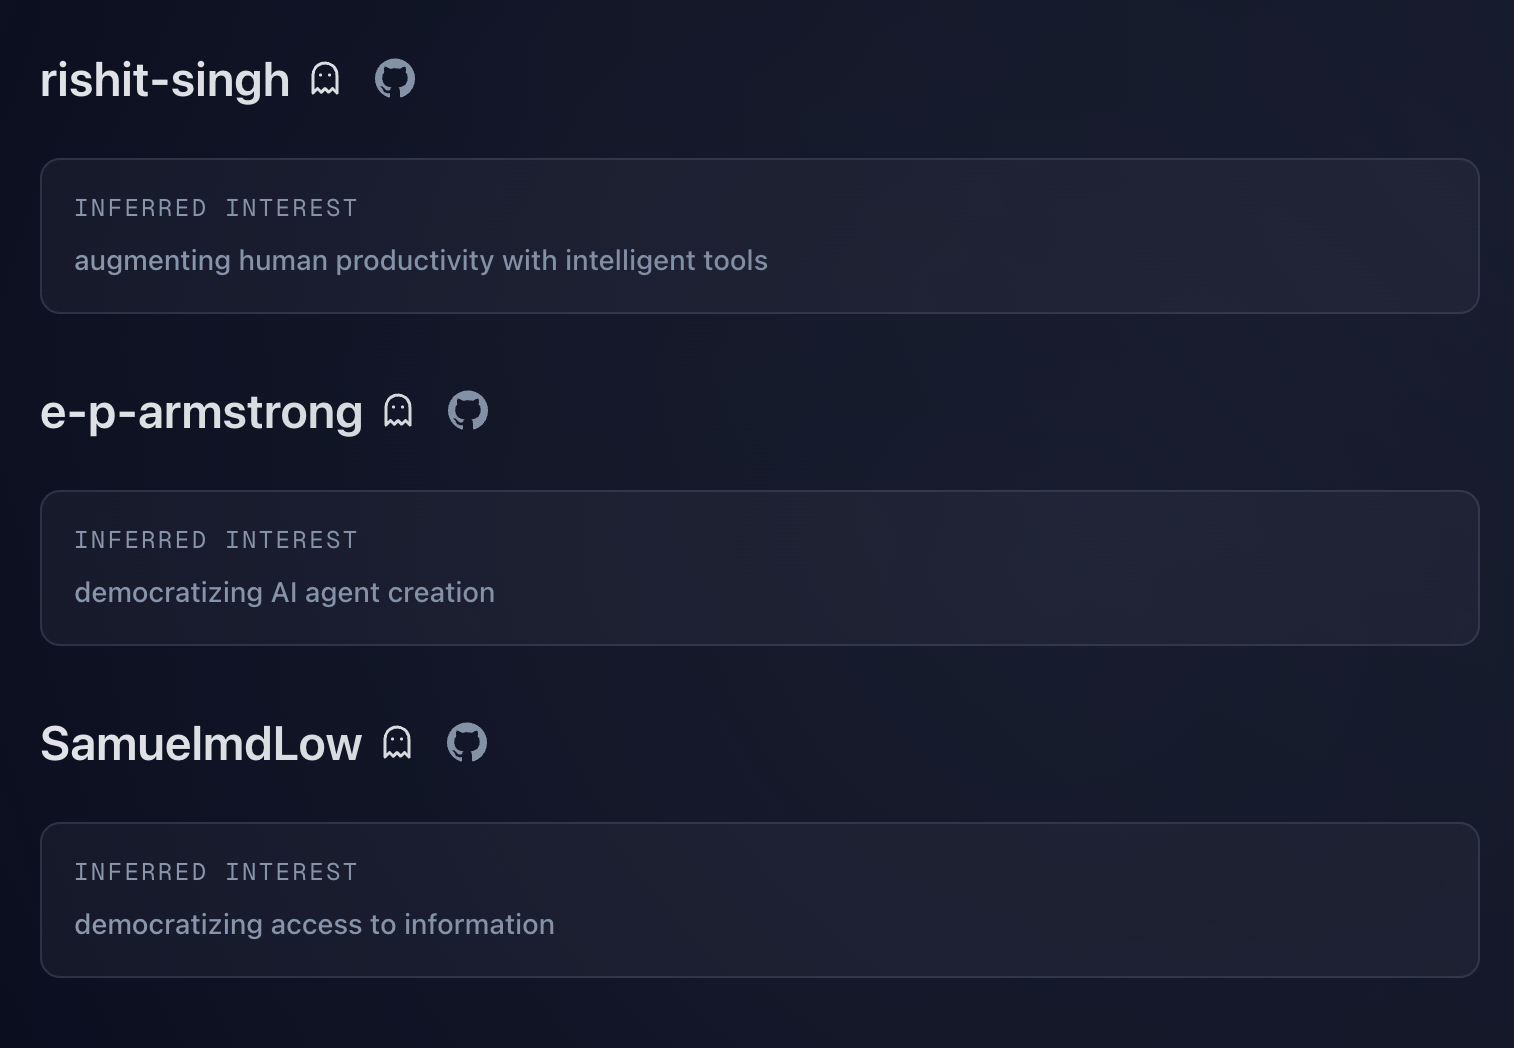 rishit-singh
INFERRED INTEREST
augmenting human productivity with intelligent tools
e-p-armstrong
INFERRED INTEREST
democratizing AI agent creation
SamuelmdLow
INFERRED INTEREST
democratizing access to information